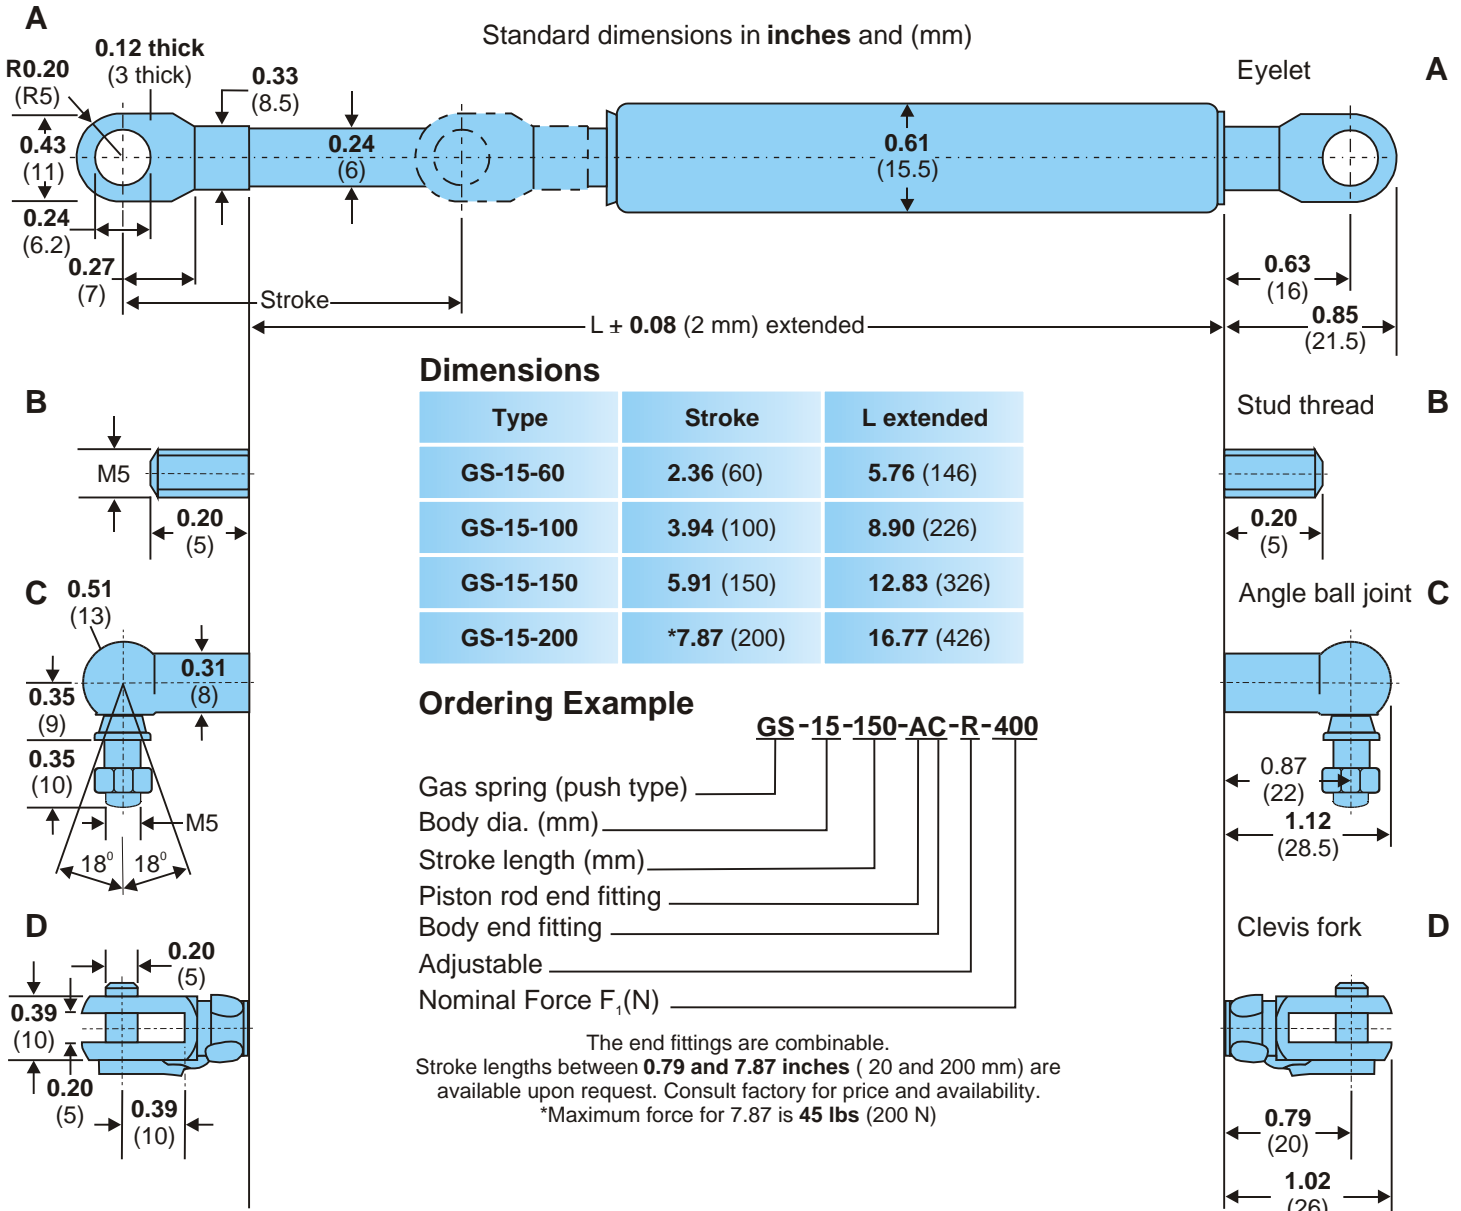 A
Standard dimensions in inches and (mm)
0.12 thick
(3 thick)
R0.20
(R5)
0.33
(8.5)
Eyelet
A
0.43
(11)
0.24
(6)
0.61
(15.5)
0.24
(6.2)
0.27
(7)
Stroke
0.63
(16)
L ± 0.08 (2 mm) extended
0.85
(21.5)
Dimensions
Type Stroke L extended
GS-15-60 2.36 (60) 5.76 (146)
GS-15-100 3.94 (100) 8.90 (226)
GS-15-150 5.91 (150) 12.83 (326)
GS-15-200 *7.87 (200) 16.77 (426)
B
M5
0.20
(5)
Stud thread
B
0.20
(5)
C
0.51
(13)
0.31
(8)
0.35
(9)
0.35
(10)
M5
18⁰ 18⁰
Angle ball joint
C
0.87
(22)
1.12
(28.5)
Ordering Example
GS-15-150-AC-R-400
Gas spring (push type)
Body dia. (mm)
Stroke length (mm)
Piston rod end fitting
Body end fitting
Adjustable
Nominal Force F₁(N)
D
0.20
(5)
0.39
(10)
0.20
(5)
0.39
(10)
Clevis fork
D
0.79
(20)
1.02
(26)
The end fittings are combinable.
Stroke lengths between 0.79 and 7.87 inches ( 20 and 200 mm) are
available upon request. Consult factory for price and availability.
*Maximum force for 7.87 is 45 lbs (200 N)